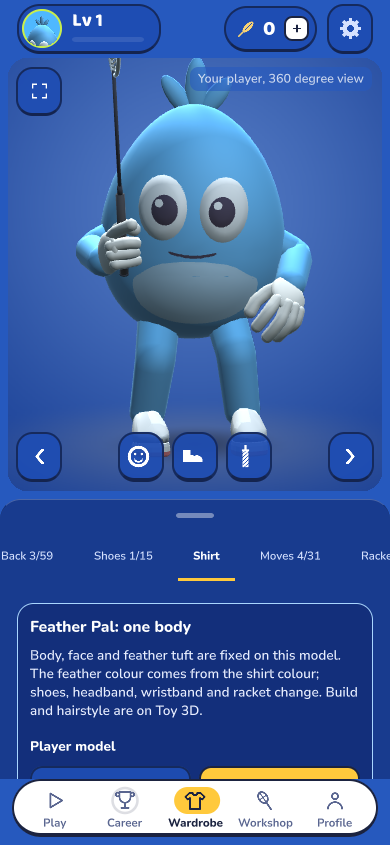 Lv 1
0
+
Your player, 360 degree view
Back 3/59
Shoes 1/15
Shirt
Moves 4/31
Feather Pal: one body
Body, face and feather tuft are fixed on this model.
The feather colour comes from the shirt colour;
shoes, headband, wristband and racket change. Build
and hairstyle are on Toy 3D.
Player model
Play
Career
Wardrobe
Workshop
Profile